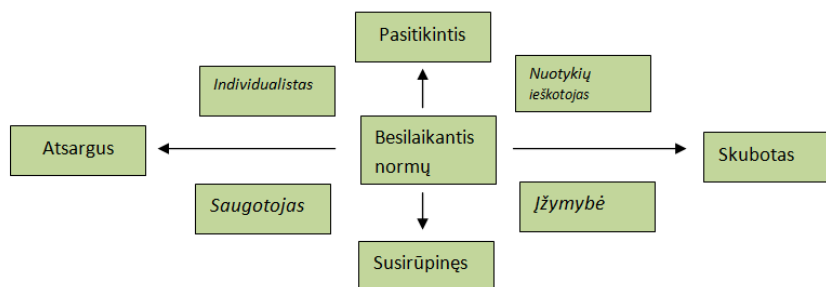 Pasitikintis
Individualistas
Nuotykių
ieškotojas
Atsargus
Besilaikantis
normų
Skubotas
Saugotojas
Įžymybė
Susirūpinęs